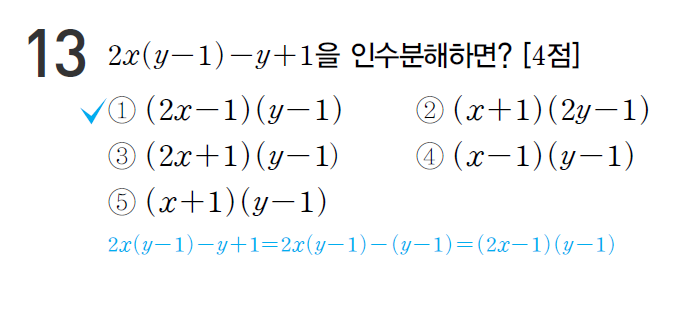 13 2x(y−1)−y+1을 인수분해하면? [4점]
✓① (2x−1)(y−1) ② (x+1)(2y−1)
③ (2x+1)(y−1) ④ (x−1)(y−1)
⑤ (x+1)(y−1)
2x(y−1)−y+1=2x(y−1)−(y−1)=(2x−1)(y−1)